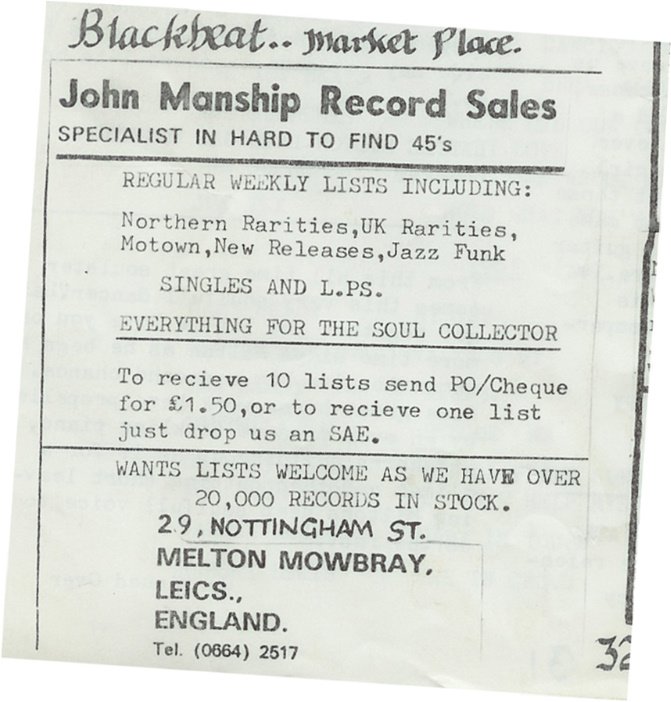 Blackbeat.. Market Place.
John Manship Record Sales
SPECIALIST IN HARD TO FIND 45's
REGULAR WEEKLY LISTS INCLUDING:
Northern Rarities,UK Rarities,
Motown,New Releases,Jazz Funk
SINGLES AND L.PS.
EVERYTHING FOR THE SOUL COLLECTOR
To recieve 10 lists send PO/Cheque
for £1.50,or to recieve one list
just drop us an SAE.
WANTS LISTS WELCOME AS WE HAVE OVER
20,000 RECORDS IN STOCK.
29, NOTTINGHAM ST.
MELTON MOWBRAY,
LEICS.,
ENGLAND.
Tel. (0664) 2517
32